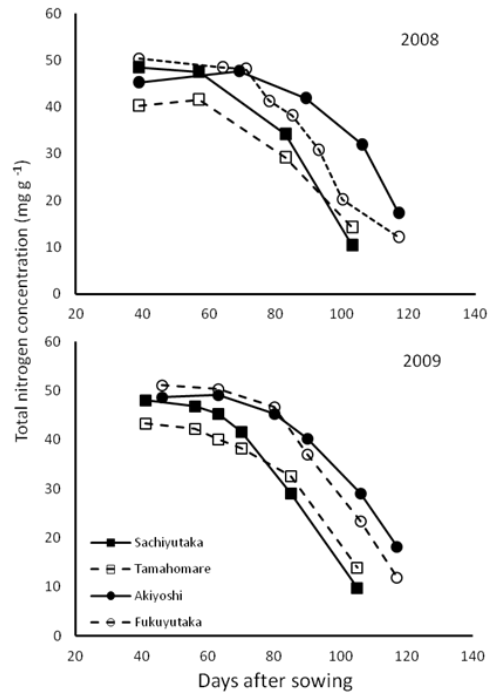 2008
60
50
40
30
20
10
0
20 40 60 80 100 120 140
Total nitrogen concentration (mg g⁻¹)
2009
60
50
40
30
20
10
0
Sachiyutaka
Tamahomare
Akiyoshi
Fukuyutaka
20 40 60 80 100 120 140
Days after sowing